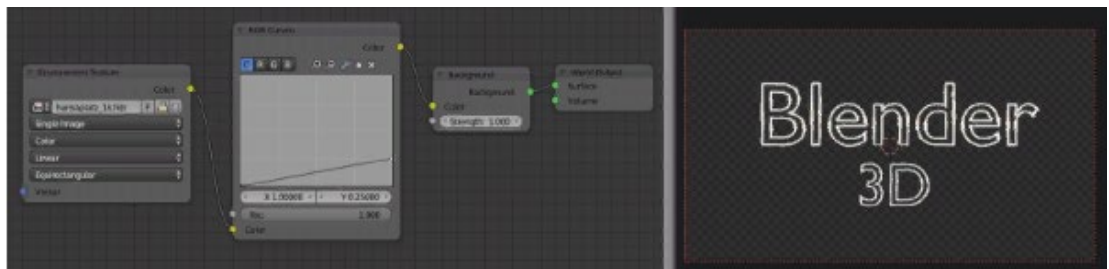 Environment Texture
Color
F
Single Image
Color
Linear
Equirectangular
Vector
RGB Curves
Color
C R G B
X 1.00000
Y 0.25000
Fac: 1.000
Color
Background
Background
Color
Strength: 1.000
World Output
Surface
Volume
Blender
3D